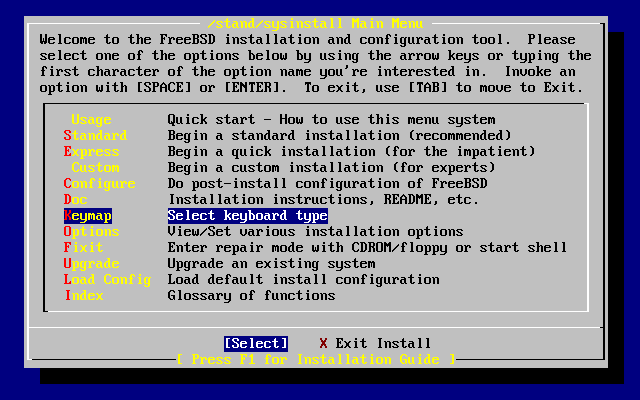 /stand/sysinstall Main Menu
Welcome to the FreeBSD installation and configuration tool.  Please
select one of the options below by using the arrow keys or typing the
first character of the option name you're interested in.  Invoke an
option with [SPACE] or [ENTER].  To exit, use [TAB] to move to Exit.
Usage Quick start - How to use this menu system
Standard Begin a standard installation (recommended)
Express Begin a quick installation (for the impatient)
Custom Begin a custom installation (for experts)
Configure Do post-install configuration of FreeBSD
Doc Installation instructions, README, etc.
Keymap Select keyboard type
Options View/Set various installation options
Fixit Enter repair mode with CDROM/floppy or start shell
Upgrade Upgrade an existing system
Load Config Load default install configuration
Index Glossary of functions
[Select] X Exit Install
[ Press F1 for Installation Guide ]